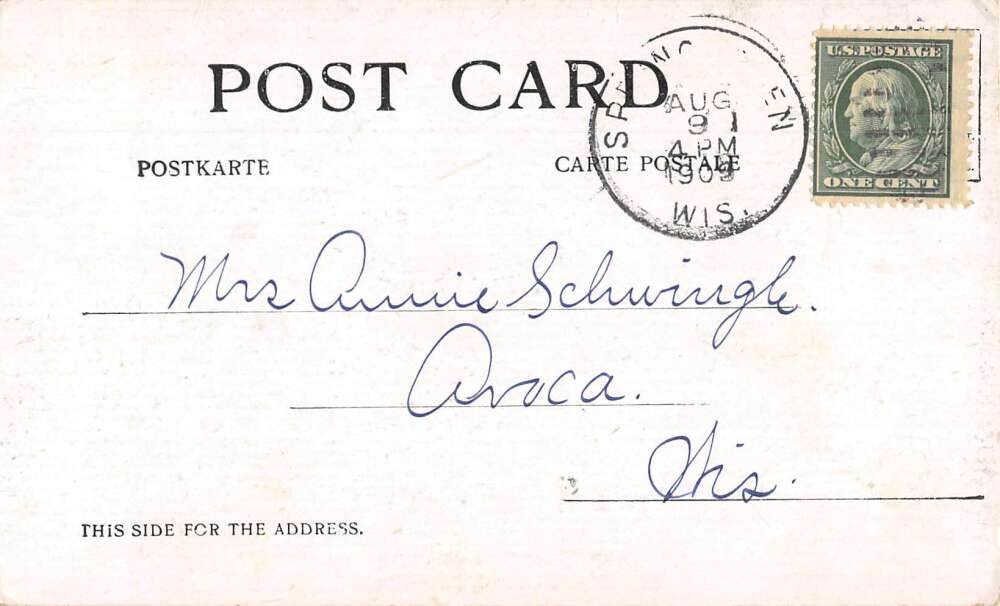 POST CARD
POSTKARTE
CARTE POSTALE
AUG
9
4 PM
1909
WIS.
U.S. POSTAGE
ONE CENT
Mrs Annie Schwingle.
Avoca.
Wis.
THIS SIDE FOR THE ADDRESS.